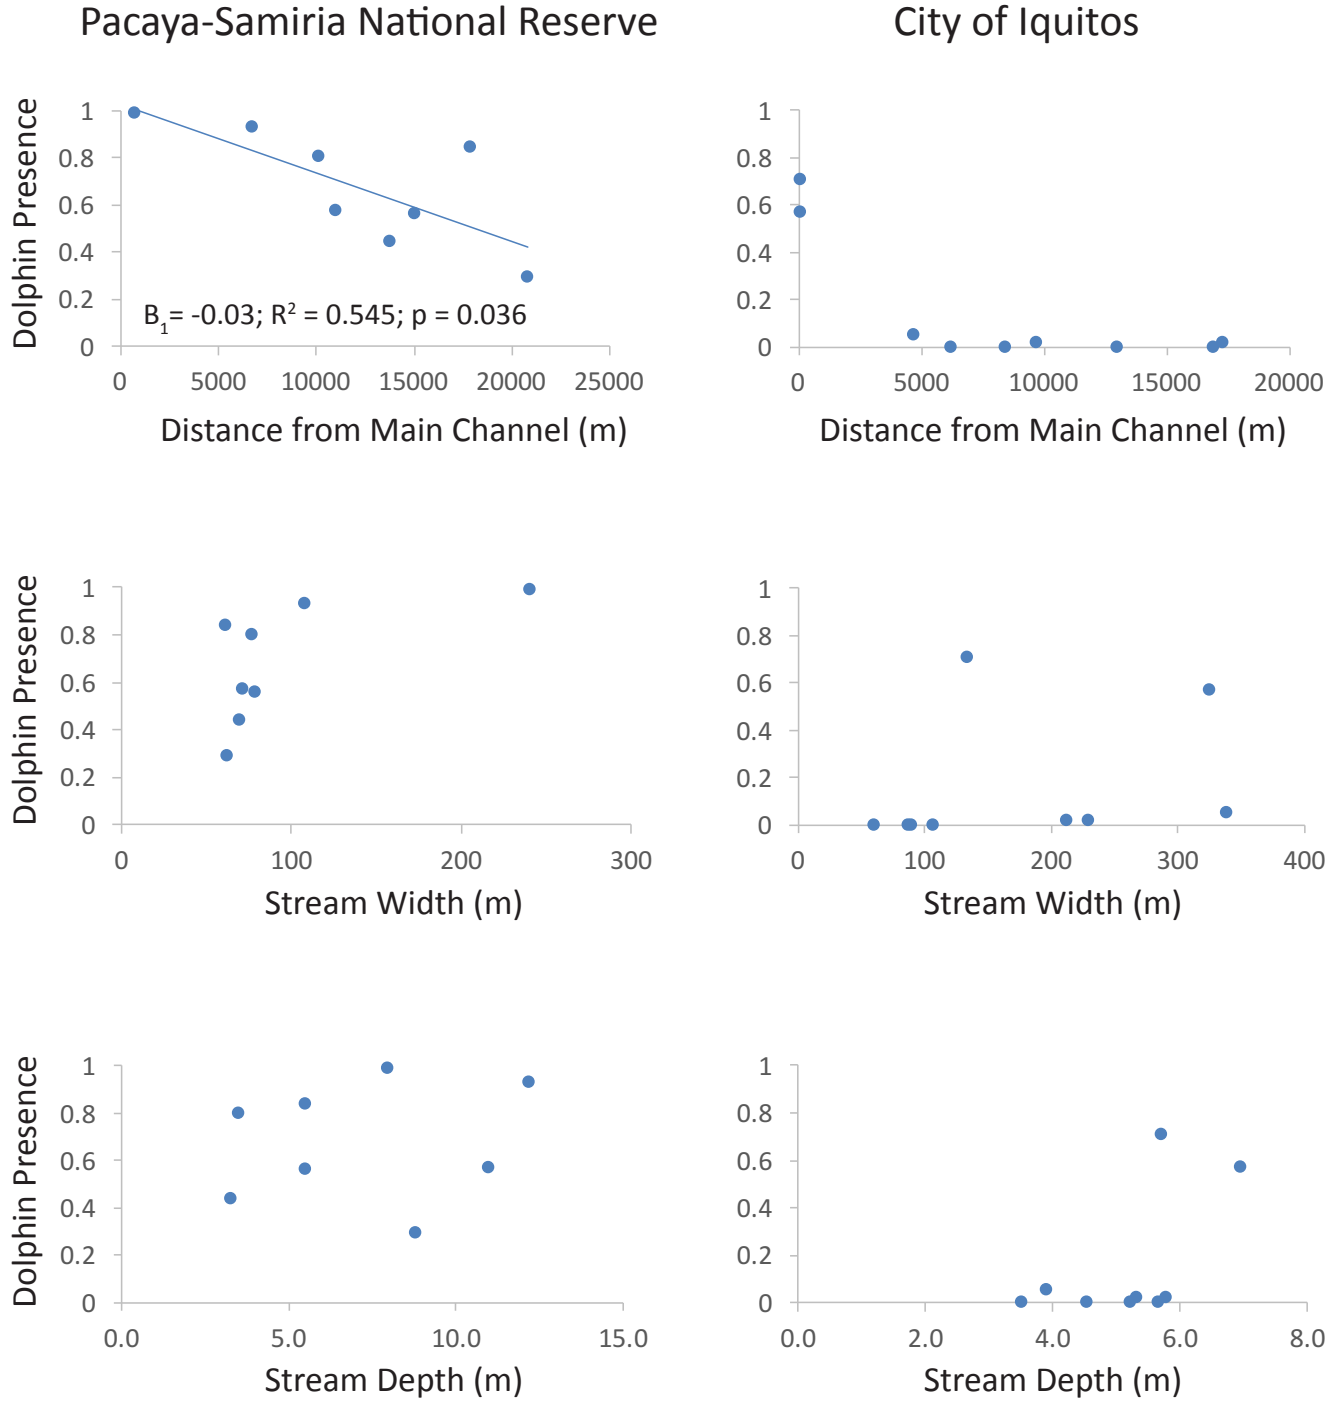 Pacaya-Samiria National Reserve
City of Iquitos
Dolphin Presence
1
0.8
0.6
0.4
0.2
0
B1= -0.03; R² = 0.545; p = 0.036
0 5000 10000 15000 20000 25000
Distance from Main Channel (m)
1
0.8
0.6
0.4
0.2
0
0 5000 10000 15000 20000
Distance from Main Channel (m)
Dolphin Presence
1
0.8
0.6
0.4
0.2
0
0 100 200 300
Stream Width (m)
1
0.8
0.6
0.4
0.2
0
0 100 200 300 400
Stream Width (m)
Dolphin Presence
1
0.8
0.6
0.4
0.2
0
0.0 5.0 10.0 15.0
Stream Depth (m)
1
0.8
0.6
0.4
0.2
0
0.0 2.0 4.0 6.0 8.0
Stream Depth (m)